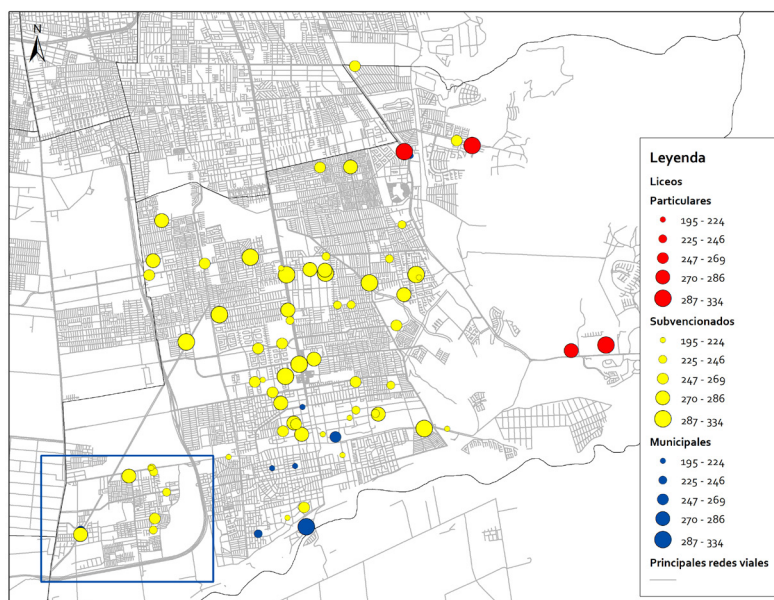 N
Leyenda
Liceos
Particulares
195 - 224
225 - 246
247 - 269
270 - 286
287 - 334
Subvencionados
195 - 224
225 - 246
247 - 269
270 - 286
287 - 334
Municipales
195 - 224
225 - 246
247 - 269
270 - 286
287 - 334
Principales redes viales